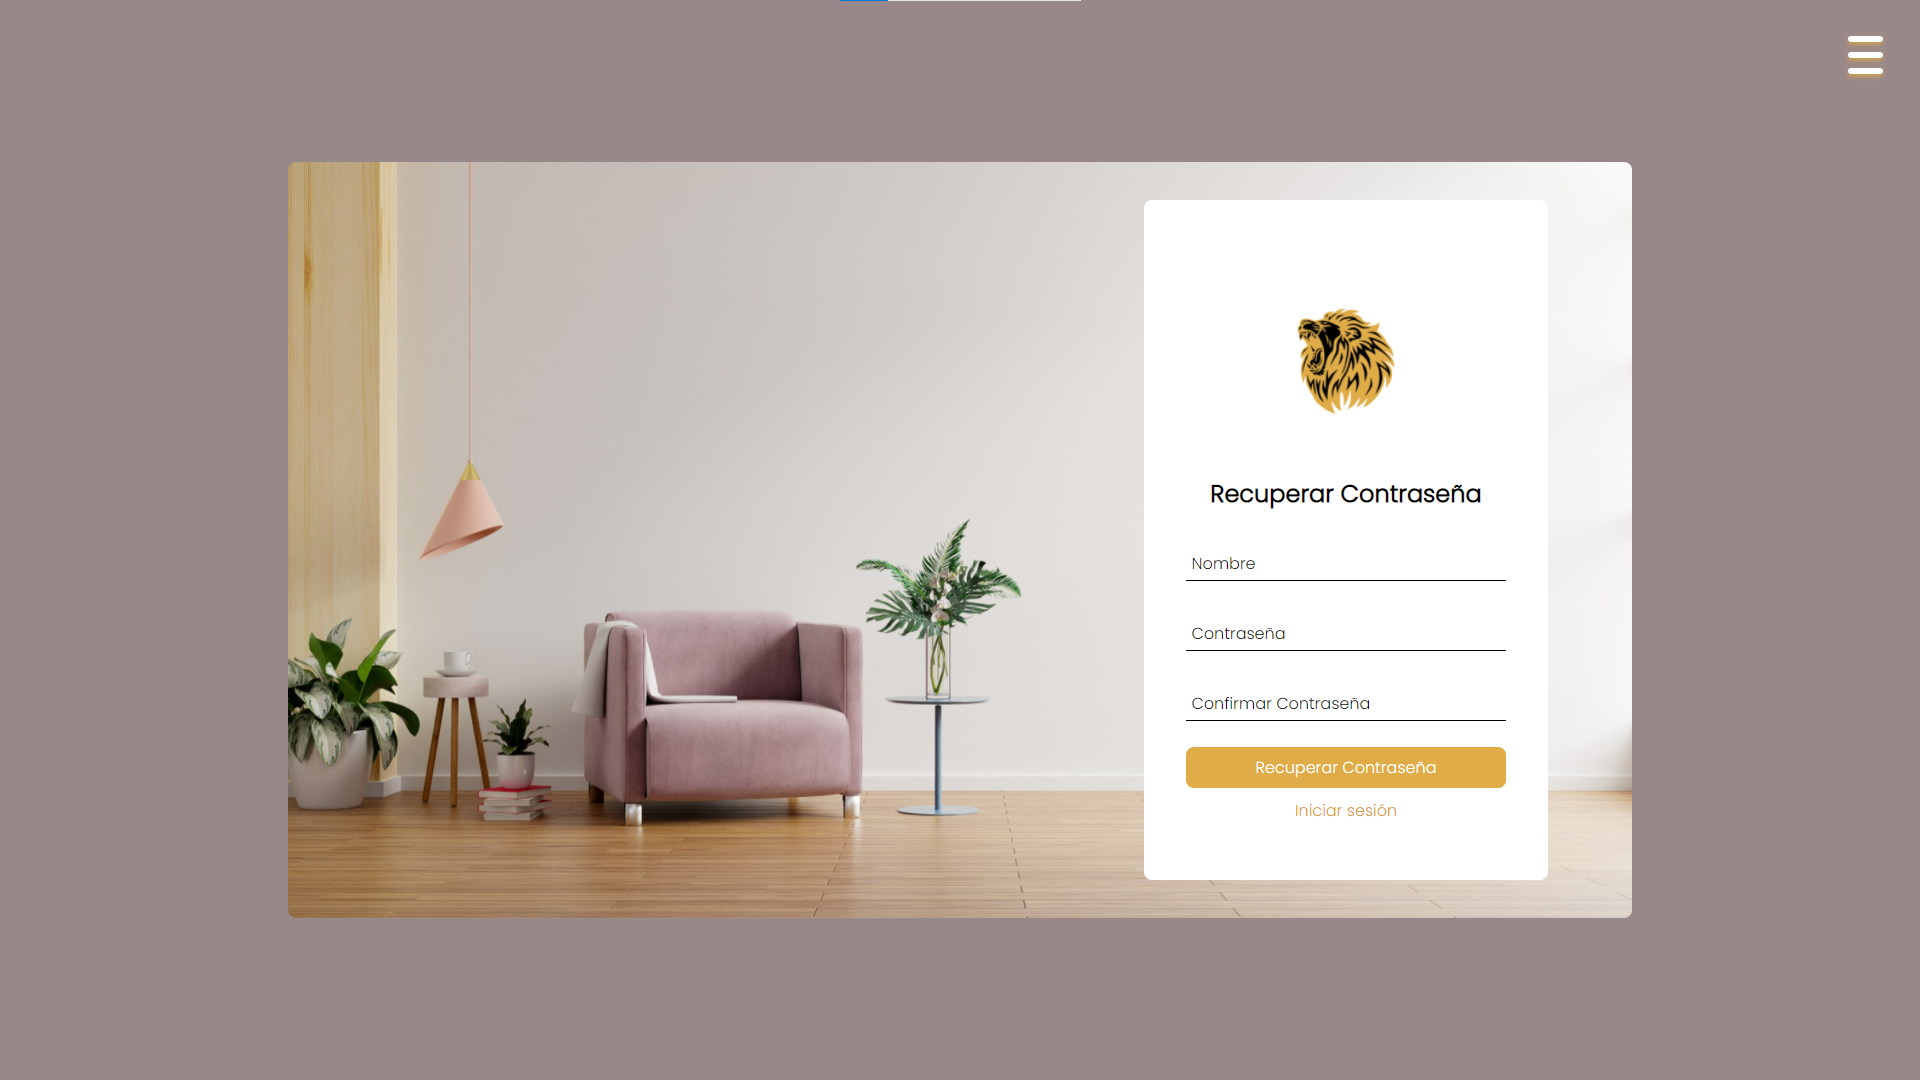 Recuperar Contraseña
Nombre
Contraseña
Confirmar Contraseña
Recuperar Contraseña
Iniciar sesión